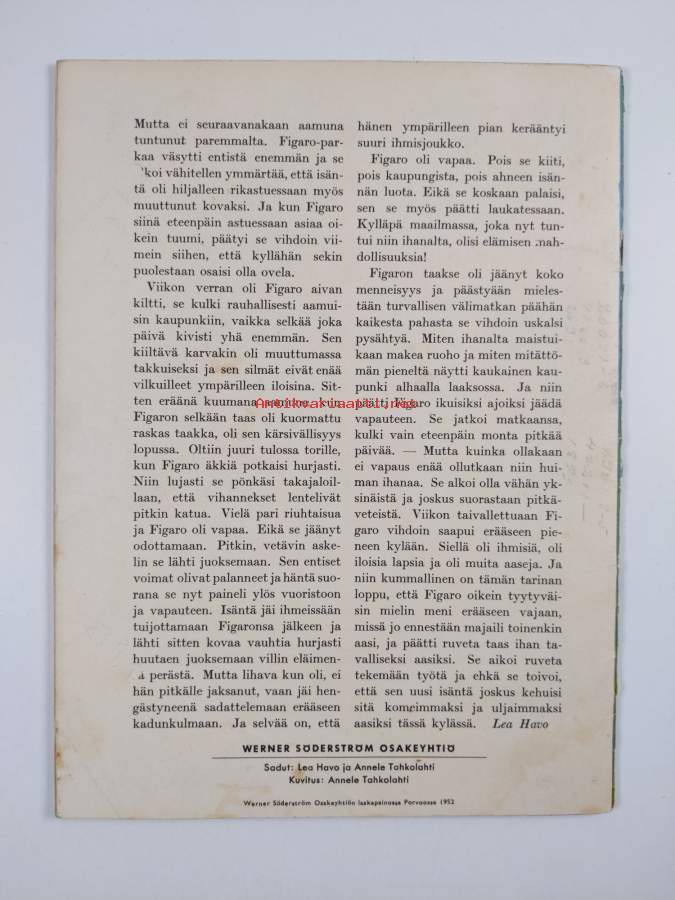 Mutta ei seuraavanakaan aamuna
tuntunut paremmalta. Figaro-par-
kaa väsytti entistä enemmän ja se
'koi vähitellen ymmärtää, että isän-
tä oli hiljalleen rikastuessaan myös
muuttunut kovaksi. Ja kun Figaro
siinä eteenpäin astuessaan asiaa oi-
kein tuumi, päätyi se vihdoin vii-
mein siihen, että kyllähän sekin
puolestaan osaisi olla ovela.
Viikon verran oli Figaro aivan
kiltti, se kulki rauhallisesti aamui-
sin kaupunkiin, vaikka selkää joka
päivä kivisti yhä enemmän. Sen
kiiltävä karvakin oli muuttumassa
takkuiseksi ja sen silmät eivät enää
vilkuilleet ympärilleen iloisina. Sit-
ten eräänä kuumana aamuna, kun
Figaron selkään taas oli kuormattu
raskas taakka, oli sen kärsivällisyys
lopussa. Oltiin juuri tulossa torille,
kun Figaro äkkiä potkaisi hurjasti.
Niin lujasti se pönkäsi takajaloil-
laan, että vihannekset lentelivät
pitkin katua. Vielä pari riuhtaisua
ja Figaro oli vapaa. Eikä se jäänyt
odottamaan. Pitkin, vetävin aske-
lin se lähti juoksemaan. Sen entiset
voimat olivat palanneet ja häntä suo-
rana se nyt paineli ylös vuoristoon
ja vapauteen. Isäntä jäi ihmeissään
tuijottamaan Figaronsa jälkeen ja
lähti sitten kovaa vauhtia hurjasti
huutaen juoksemaan villin eläimen-
ä perästä. Mutta lihava kun oli, ei
hän pitkälle jaksanut, vaan jäi hen-
gästyneenä sadattelemaan erääseen
kadunkulmaan. Ja selvää on, että
hänen ympärilleen pian kerääntyi
suuri ihmisjoukko.
Figaro oli vapaa. Pois se kiiti,
pois kaupungista, pois ahneen isän-
nän luota. Eikä se koskaan palaisi,
sen se myös päätti laukatessaan.
Kylläpä maailmassa, joka nyt tun-
tui niin ihanalta, olisi elämisen mah-
dollisuuksia!
Figaron taakse oli jäänyt koko
menneisyys ja päästyään mieles-
tään turvallisen välimatkan päähän
kaikesta pahasta se vihdoin uskalsi
pysähtyä. Miten ihanalta maistui-
kaan makea ruoho ja miten mitättö-
män pieneltä näytti kaukainen kau-
punki alhaalla laaksossa. Ja niin
päätti Figaro ikuisiksi ajoiksi jäädä
vapauteen. Se jatkoi matkaansa,
kulki vain eteenpäin monta pitkää
päivää. — Mutta kuinka ollakaan
ei vapaus enää ollutkaan niin hui-
man ihanaa. Se alkoi olla vähän yk-
sinäistä ja joskus suorastaan pitkä-
veteistä. Viikon taivallettuaan Fi-
garo vihdoin saapui erääseen pie-
neen kylään. Siellä oli ihmisiä, oli
iloisia lapsia ja oli muita aaseja. Ja
niin kummallinen on tämän tarinan
loppu, että Figaro oikein tyytyväi-
sin mielin meni erääseen vajaan,
missä jo ennestään majaili toinenkin
aasi, ja päätti ruveta taas ihan ta-
valliseksi aasiksi. Se aikoi ruveta
tekemään työtä ja ehkä se toivoi,
että sen uusi isäntä joskus kehuisi
sitä komeimmaksi ja uljaimmaksi
aasiksi tässä kylässä. Lea Havo
Antikvariaatti.net
WERNER SÖDERSTRÖM OSAKEYHTIÖ
Sadut: Lea Havo ja Annele Tahkolahti
Kuvitus: Annele Tahkolahti
Werner Söderström Osakeyhtiön laakapainossa Porvoossa 1952